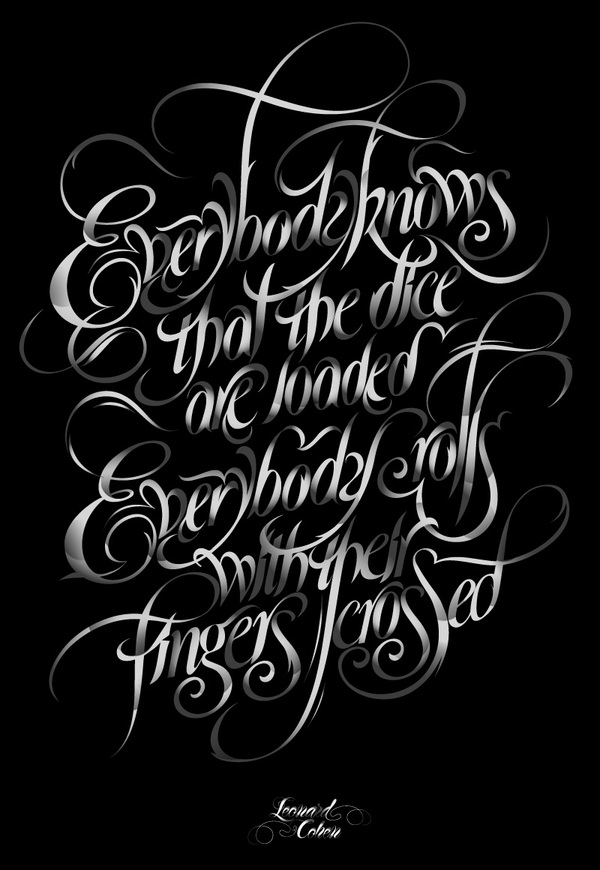 Everybody knows
that the dice
are loaded
Everybody rolls
with their
fingers crossed
Leonard
Cohen